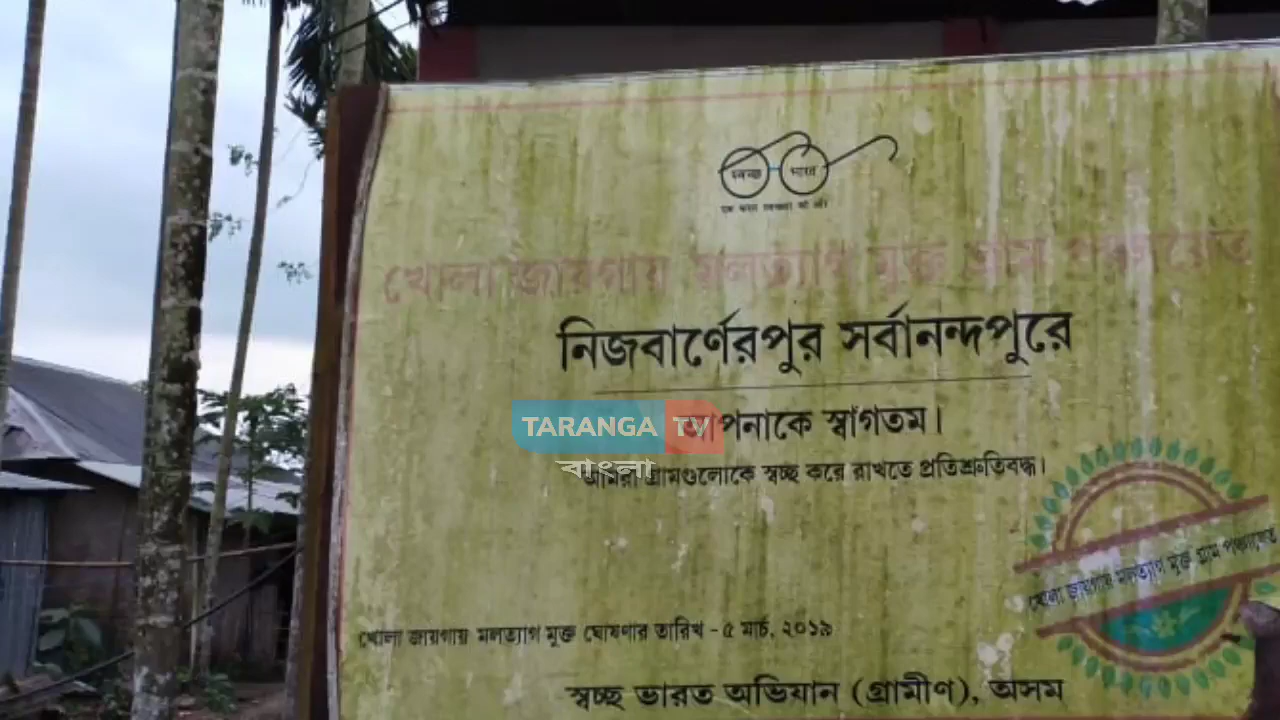 স্বচ্ছ ভারত
খোলা জায়গায় মলত্যাগ মুক্ত গ্রাম পঞ্চায়েত
নিজবার্ণেরপুর সর্বানন্দপুরে
আপনাকে স্বাগতম।
TARANGA TV
বাংলা
আমরা গ্রামগুলোকে স্বচ্ছ করে রাখতে প্রতিশ্রুতিবদ্ধ।
খোলা জায়গায় মলত্যাগ মুক্ত গ্রাম পঞ্চায়েত
খোলা জায়গায় মলত্যাগ মুক্ত ঘোষণার তারিখ - ৫ মার্চ, ২০১৯
স্বচ্ছ ভারত অভিযান (গ্রামীণ), অসম